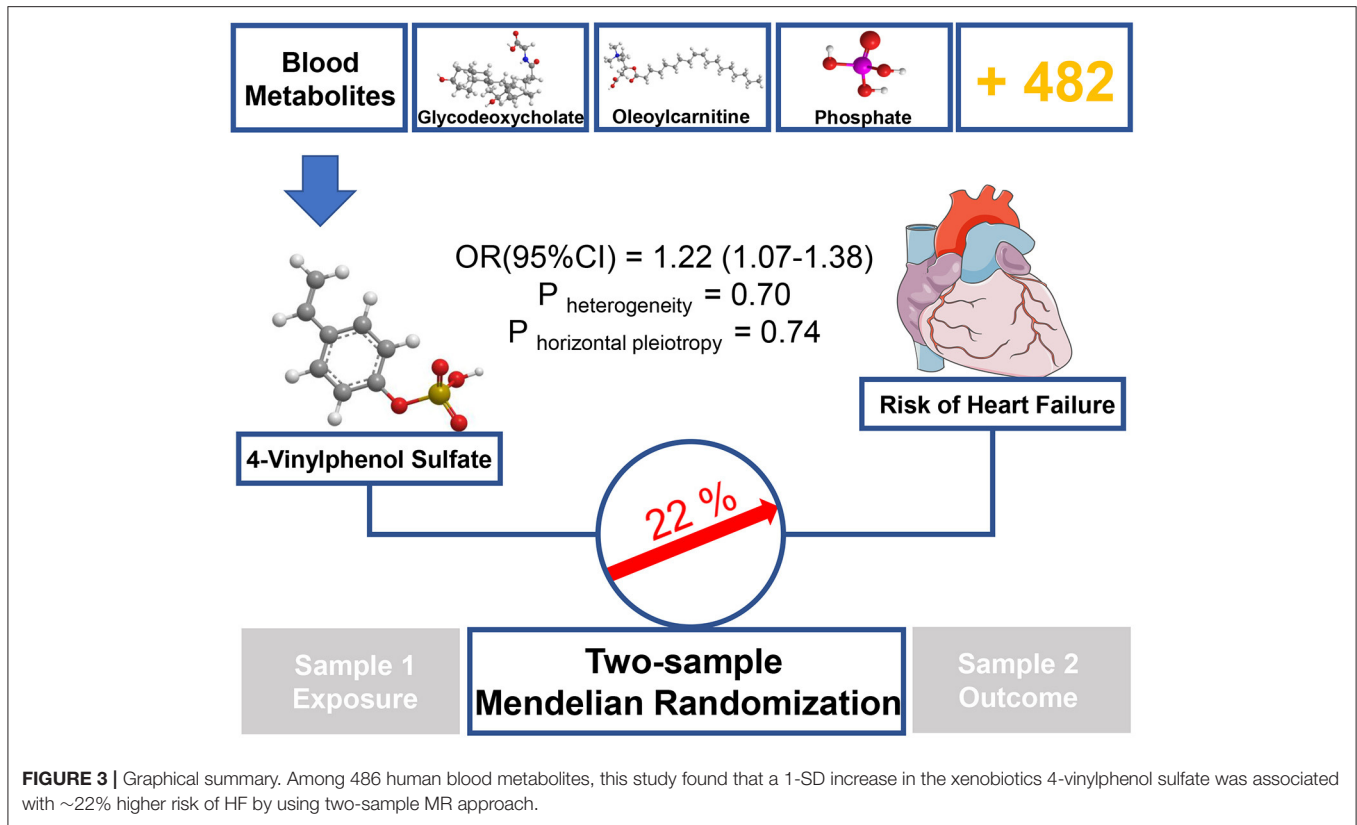 Blood
Metabolites
Glycodeoxycholate
Oleoylcarnitine
Phosphate
+ 482
OR(95%CI) = 1.22 (1.07-1.38)
P heterogeneity = 0.70
P horizontal pleiotropy = 0.74
4-Vinylphenol Sulfate
Risk of Heart Failure
22 %
Sample 1
Exposure
Two-sample
Mendelian Randomization
Sample 2
Outcome
FIGURE 3 | Graphical summary. Among 486 human blood metabolites, this study found that a 1-SD increase in the xenobiotics 4-vinylphenol sulfate was associated
with ~22% higher risk of HF by using two-sample MR approach.